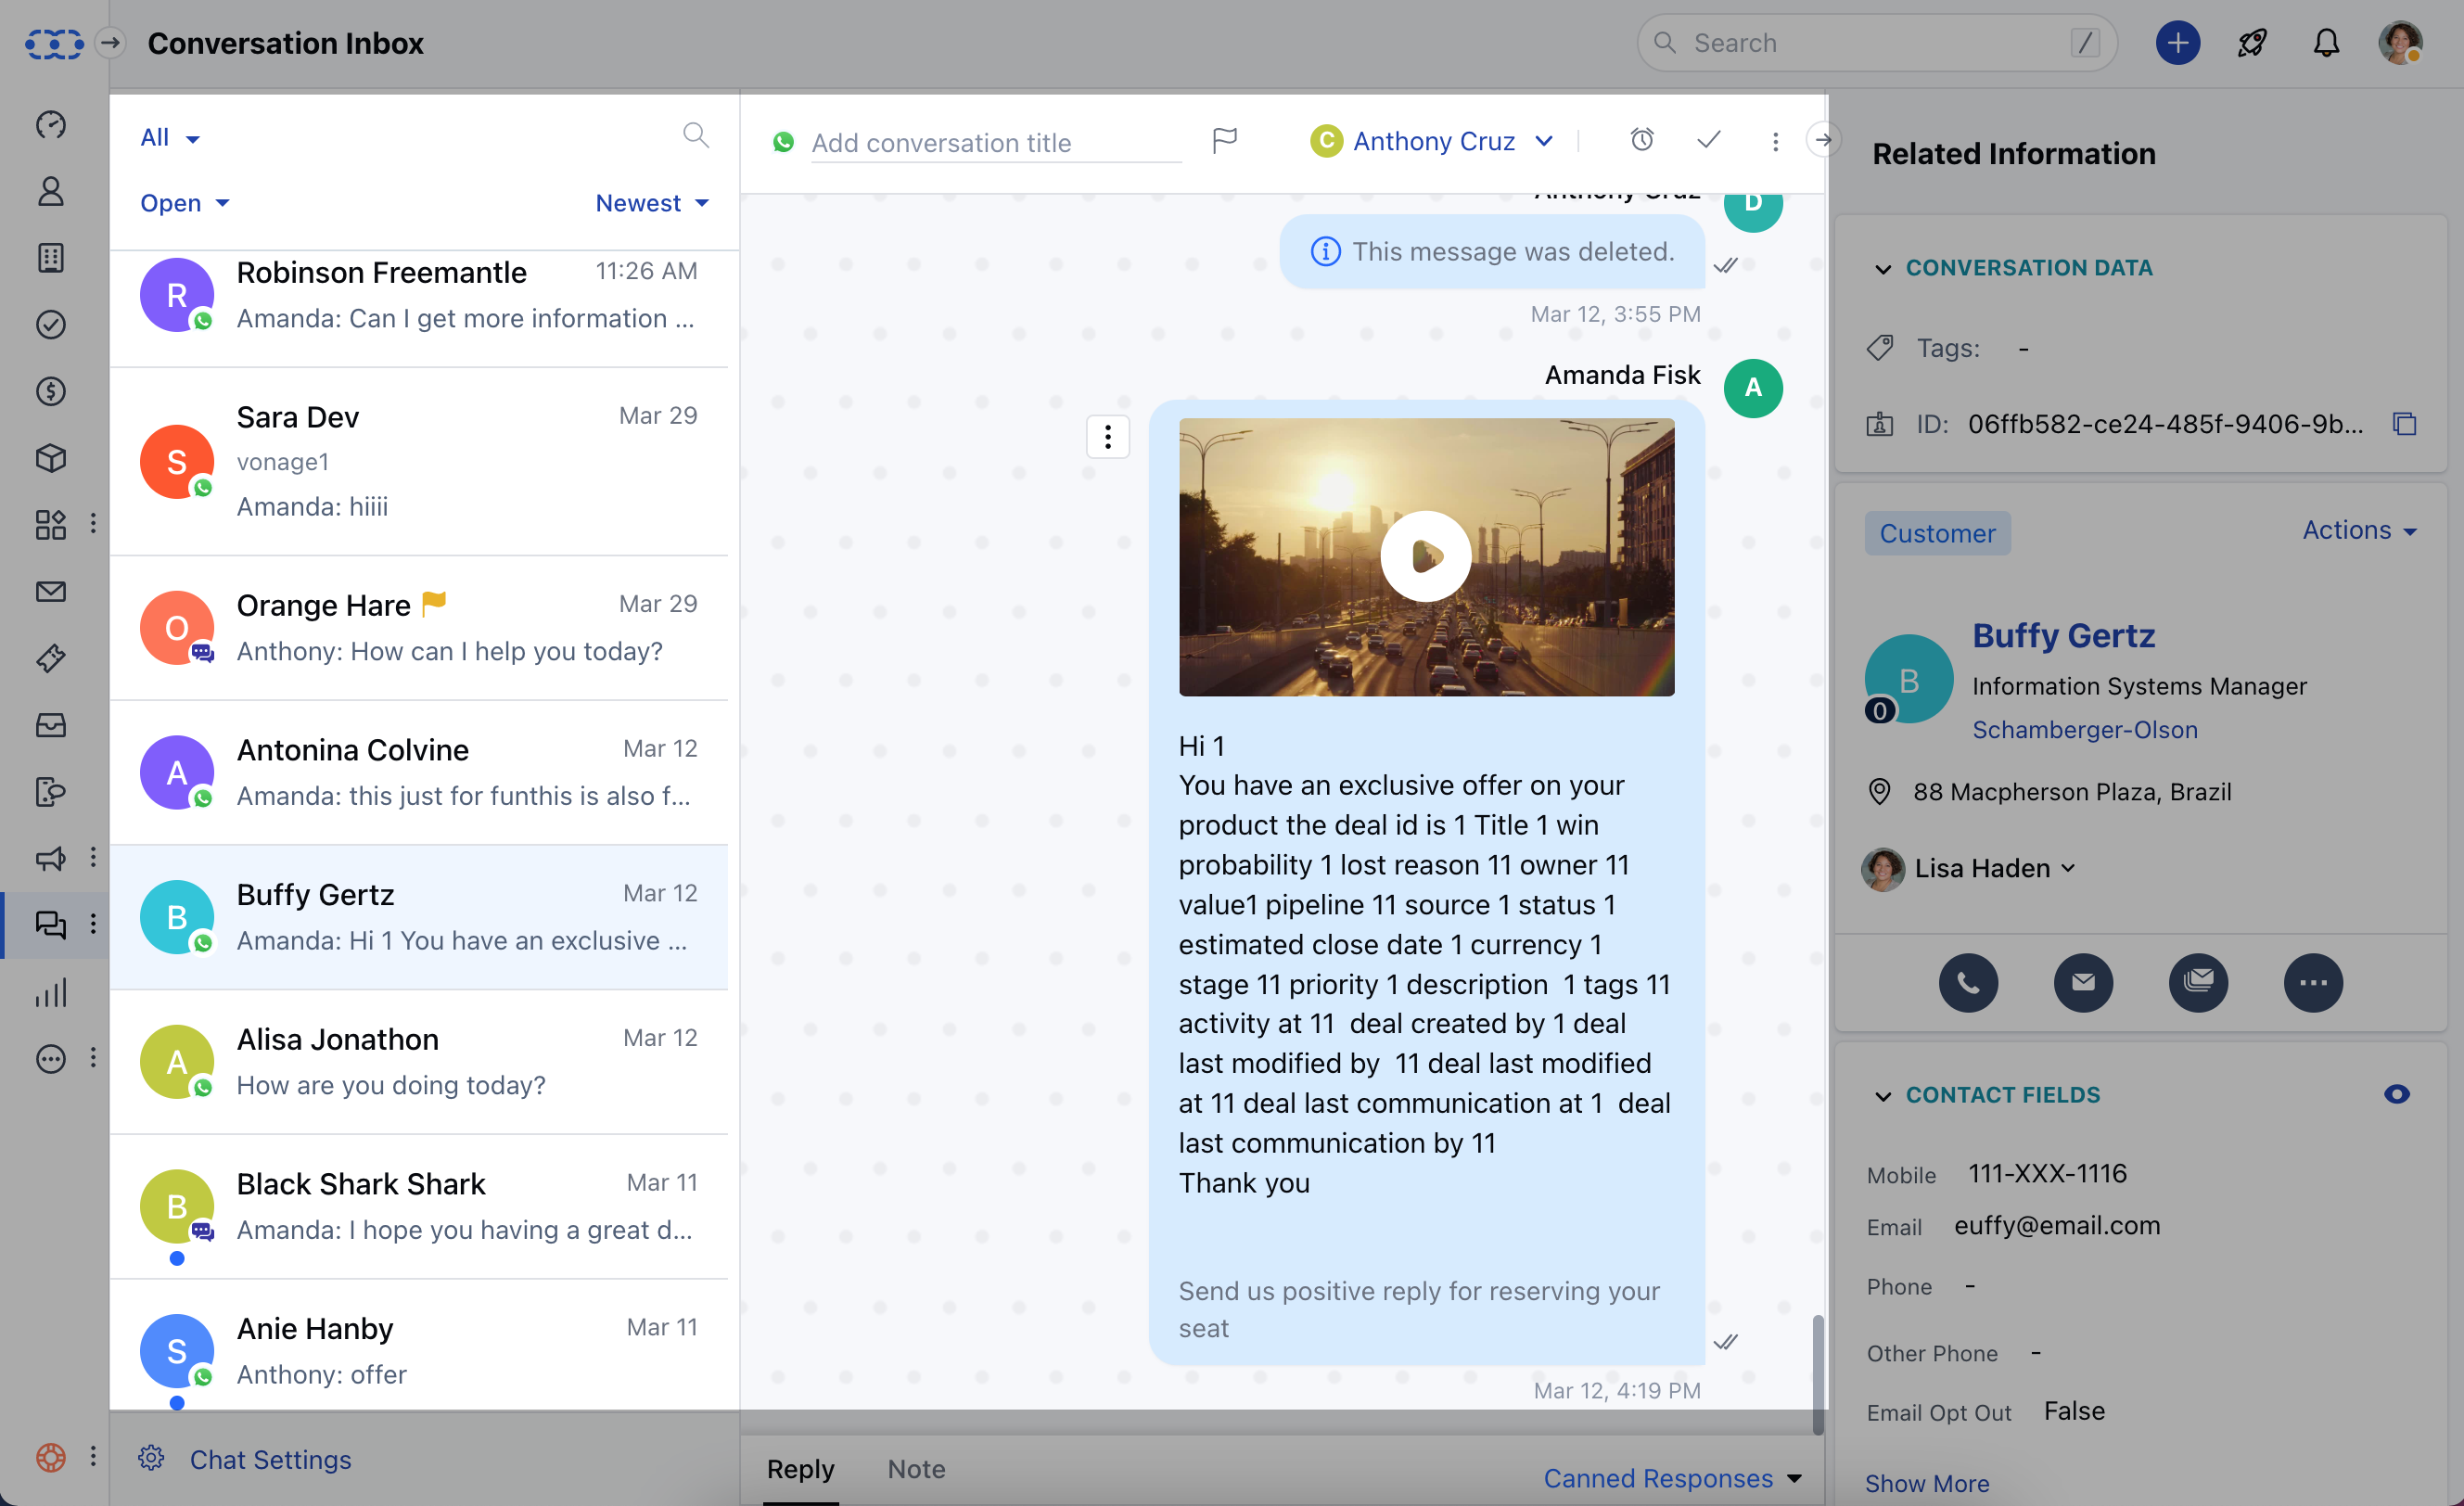 Conversation Inbox
Search
/
All
Open
Newest
R
Robinson Freemantle
11:26 AM
Amanda: Can I get more information ...
S
Sara Dev
Mar 29
vonage1
Amanda: hiiii
O
Orange Hare
Mar 29
Anthony: How can I help you today?
A
Antonina Colvine
Mar 12
Amanda: this just for funthis is also f...
B
Buffy Gertz
Mar 12
Amanda: Hi 1 You have an exclusive ...
A
Alisa Jonathon
Mar 12
How are you doing today?
B
Black Shark Shark
Mar 11
Amanda: I hope you having a great d...
S
Anie Hanby
Mar 11
Anthony: offer
Chat Settings
Add conversation title
C
Anthony Cruz
Anthony Cruz
D
This message was deleted.
Mar 12, 3:55 PM
Amanda Fisk
A
Hi 1
You have an exclusive offer on your
product the deal id is 1 Title 1 win
probability 1 lost reason 11 owner 11
value1 pipeline 11 source 1 status 1
estimated close date 1 currency 1
stage 11 priority 1 description  1 tags 11
activity at 11  deal created by 1 deal
last modified by  11 deal last modified
at 11 deal last communication at 1  deal
last communication by 11
Thank you
Send us positive reply for reserving your
seat
Mar 12, 4:19 PM
Reply
Note
Canned Responses
Related Information
CONVERSATION DATA
Tags: -
ID: 06ffb582-ce24-485f-9406-9b...
Customer
Actions
B
0
Buffy Gertz
Information Systems Manager
Schamberger-Olson
88 Macpherson Plaza, Brazil
Lisa Haden
CONTACT FIELDS
Mobile 111-XXX-1116
Email euffy@email.com
Phone -
Other Phone -
Email Opt Out False
Show More